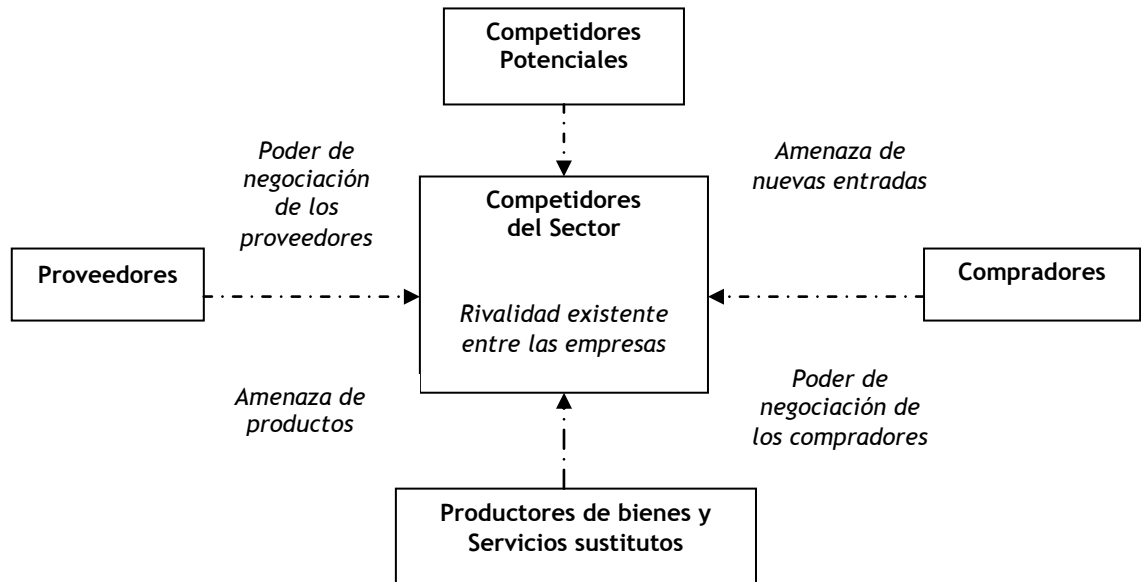 Competidores
Potenciales
Poder de
negociación
de los
proveedores
Amenaza de
nuevas entradas
Competidores
del Sector
Proveedores
Compradores
Rivalidad existente
entre las empresas
Amenaza de
productos
Poder de
negociación de
los compradores
Productores de bienes y
Servicios sustitutos